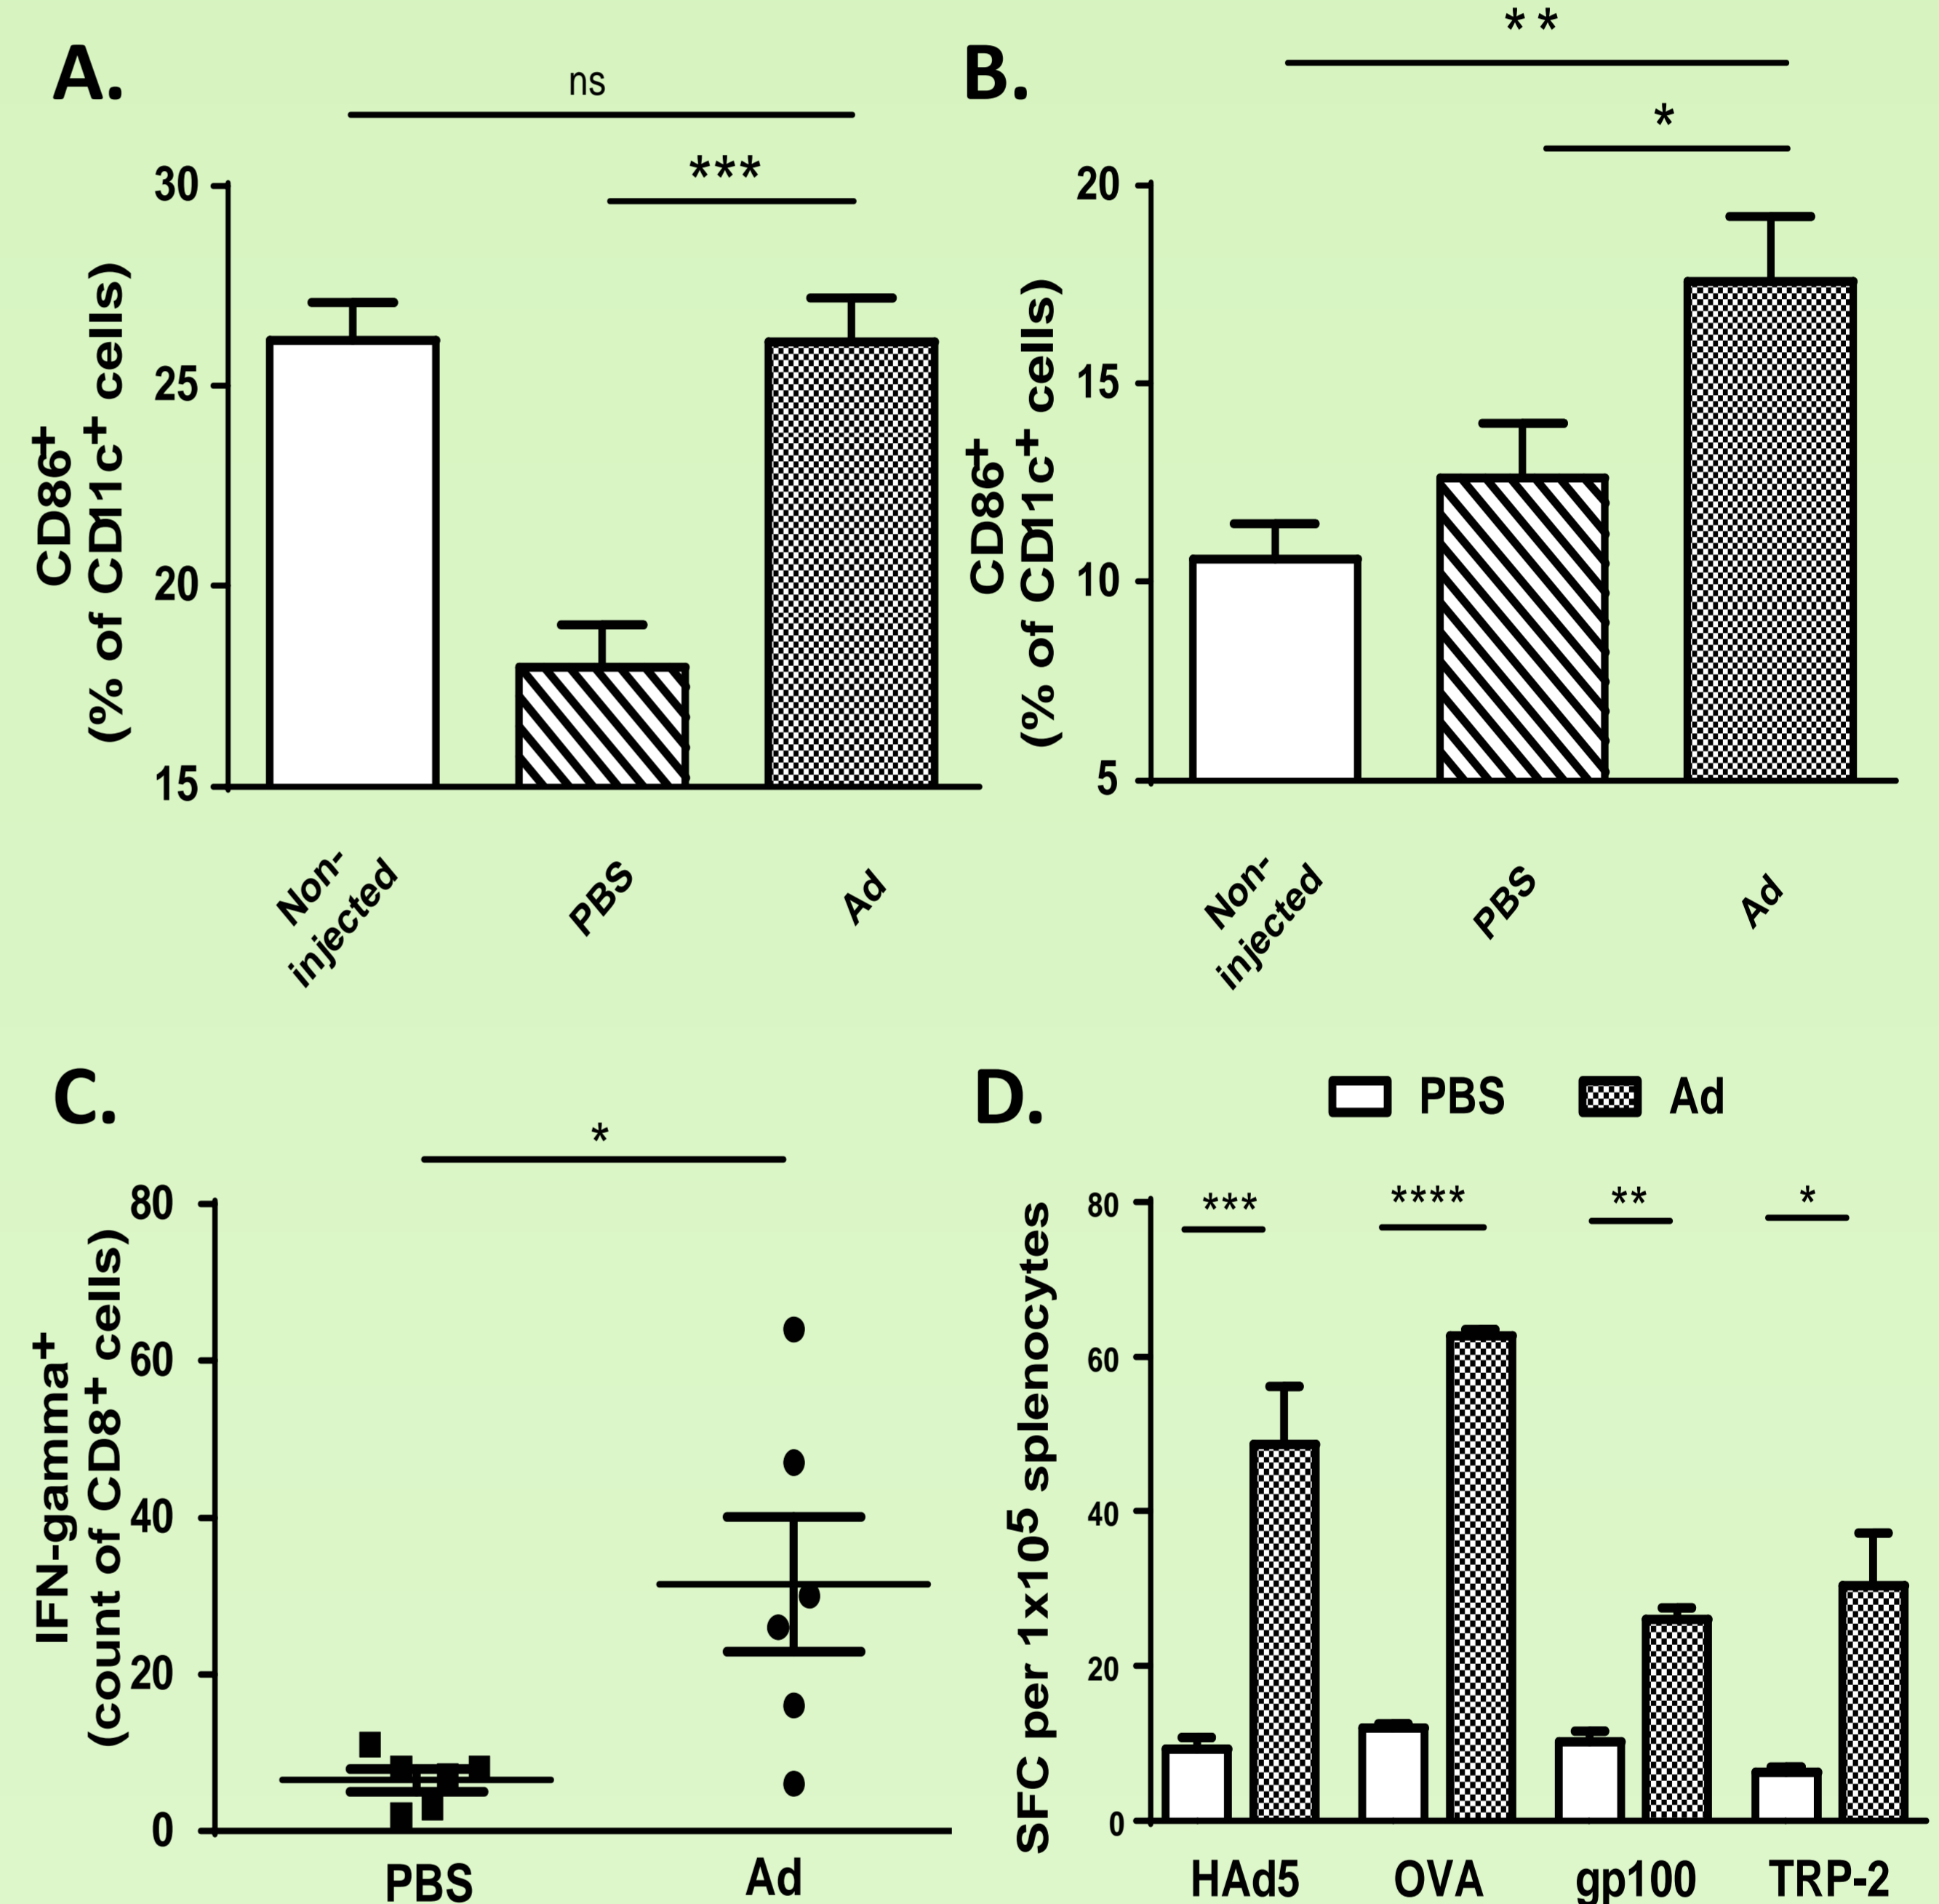 A.
ns
***
30
25
20
15
CD86+
(% of CD11c+ cells)
Non-
injected
PBS
Ad
B.
**
*
20
15
10
5
CD86+
(% of CD11c+ cells)
Non-
injected
PBS
Ad
C.
*
80
60
40
20
0
IFN-gamma+
(count of CD8+ cells)
PBS
Ad
D.
PBS
Ad
***
****
**
*
80
60
40
20
0
SFC per 1x10⁵ splenocytes
HAd5
OVA
gp100
TRP-2